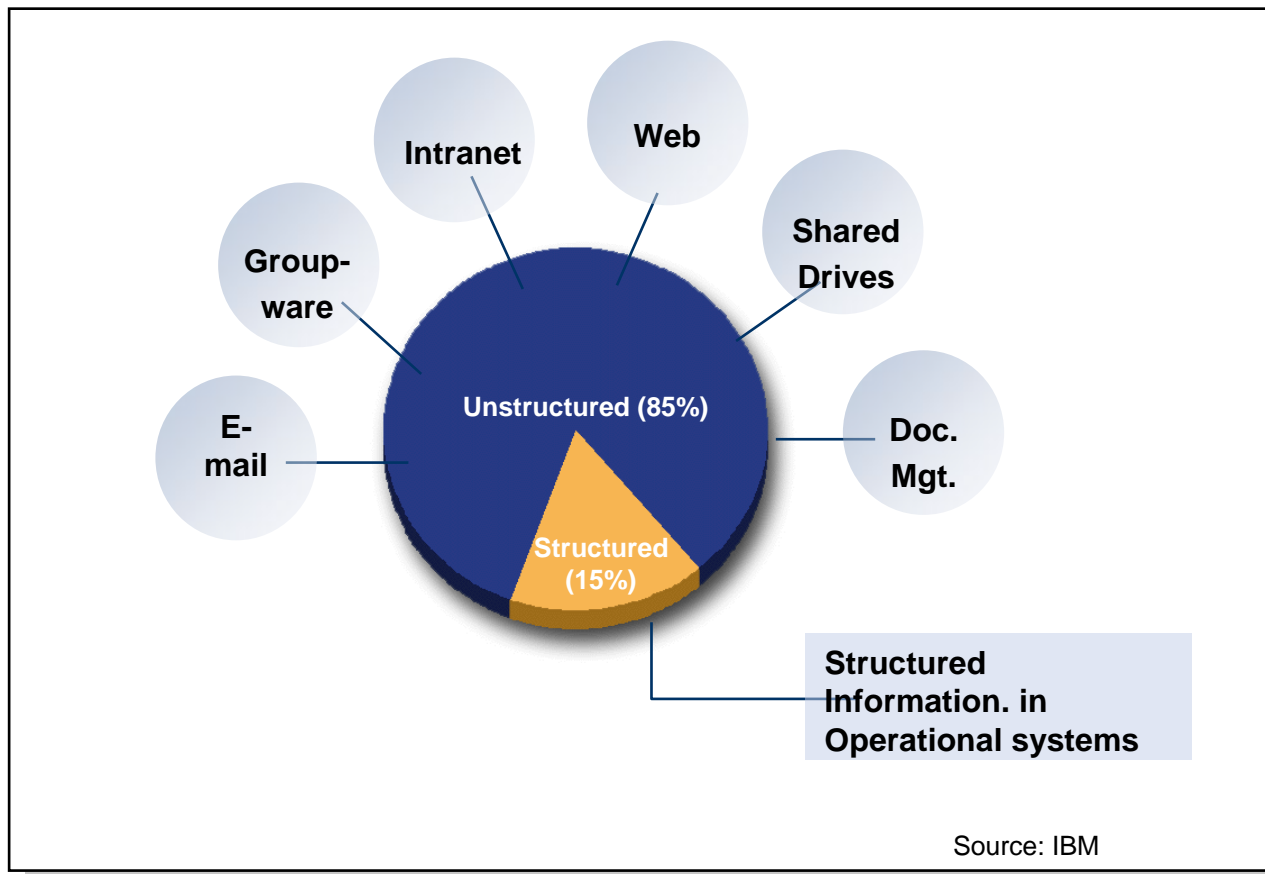 Web
Intranet
Shared
Drives
Group-
ware
Unstructured (85%)
E-
mail
Doc.
Mgt.
Structured
(15%)
Structured
Information. in
Operational systems
Source: IBM